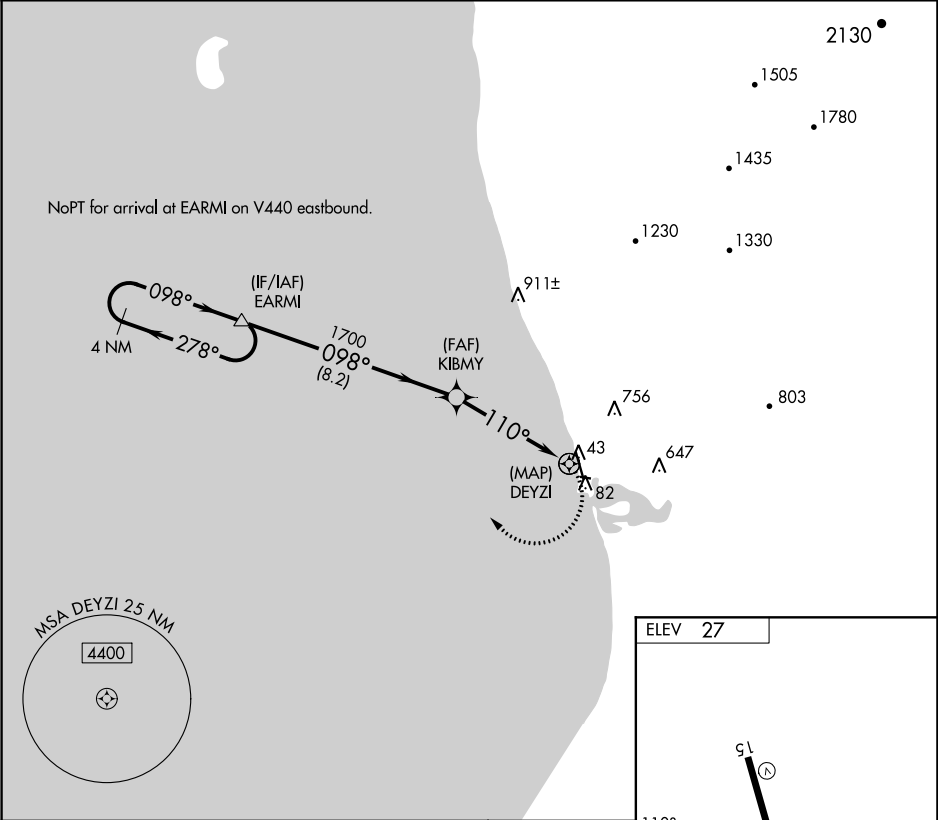 2130
1505
1780
1435
NoPT for arrival at EARMI on V440 eastbound.
1230
1330
(IF/IAF)
EARMI
911±
098°
4 NM
278°
1700
098°
(8.2)
(FAF)
KIBMY
110°
756
803
43
647
(MAP)
DEYZI
82
MSA DEYZI 25 NM
4400
ELEV 27
15